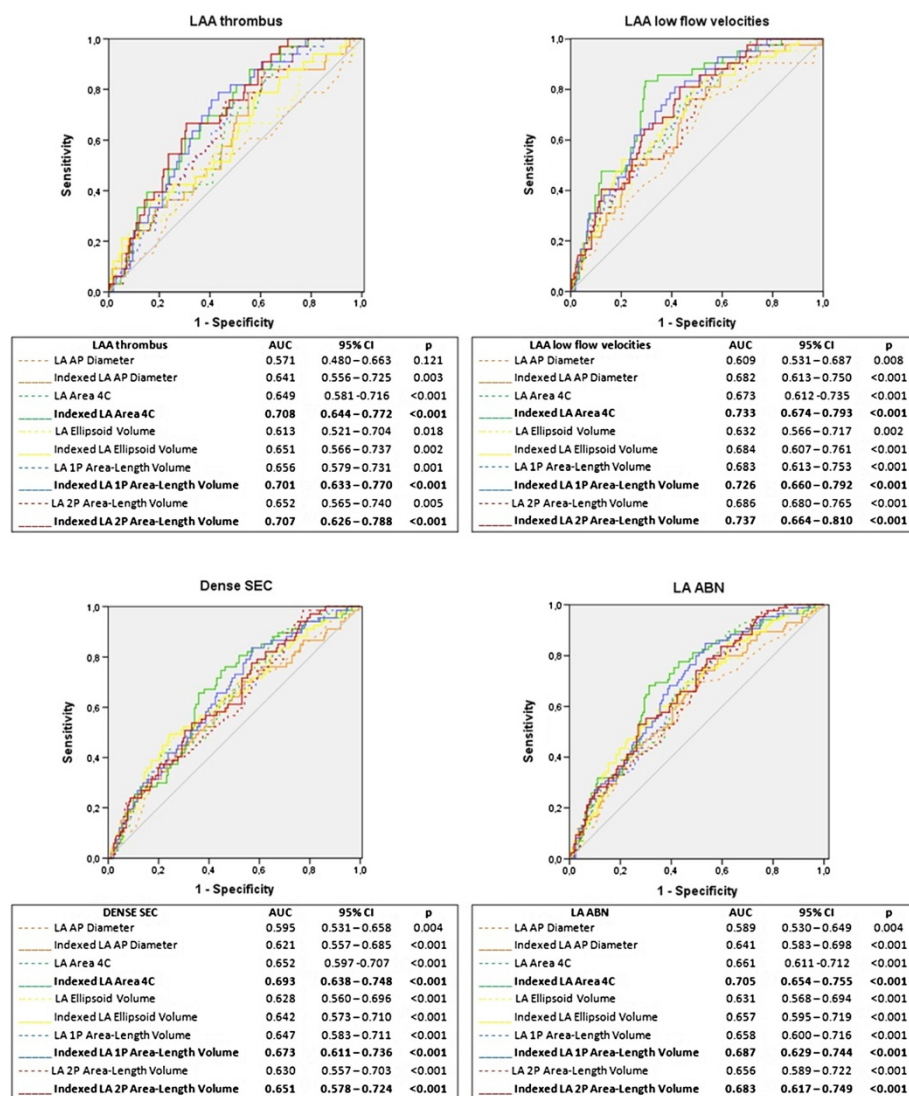 LAA thrombus
1,0
0,8
0,6
0,4
0,2
0,0
Sensitivity
0,0 0,2 0,4 0,6 0,8 1,0
1 - Specificity
LAA thrombus AUC 95% CI p
LA AP Diameter 0.571 0.480 – 0.663 0.121
Indexed LA AP Diameter 0.641 0.556 – 0.725 0.003
LA Area 4C 0.649 0.581 -0.716 <0.001
Indexed LA Area 4C 0.708 0.644 – 0.772 <0.001
LA Ellipsoid Volume 0.613 0.521 – 0.704 0.018
Indexed LA Ellipsoid Volume 0.651 0.566 – 0.737 0.002
LA 1P Area-Length Volume 0.656 0.579 – 0.731 0.001
Indexed LA 1P Area-Length Volume 0.701 0.633 – 0.770 <0.001
LA 2P Area-Length Volume 0.652 0.565 – 0.740 0.005
Indexed LA 2P Area-Length Volume 0.707 0.626 – 0.788 <0.001
LAA low flow velocities
1,0
0,8
0,6
0,4
0,2
0,0
Sensitivity
0,0 0,2 0,4 0,6 0,8 1,0
1 - Specificity
LAA low flow velocities AUC 95% CI p
LA AP Diameter 0.609 0.531 – 0.687 0.008
Indexed LA AP Diameter 0.682 0.613 – 0.750 <0.001
LA Area 4C 0.673 0.612 -0.735 <0.001
Indexed LA Area 4C 0.733 0.674 – 0.793 <0.001
LA Ellipsoid Volume 0.632 0.566 – 0.717 0.002
Indexed LA Ellipsoid Volume 0.684 0.607 – 0.761 <0.001
LA 1P Area-Length Volume 0.683 0.613 – 0.753 <0.001
Indexed LA 1P Area-Length Volume 0.726 0.660 – 0.792 <0.001
LA 2P Area-Length Volume 0.686 0.680 – 0.765 <0.001
Indexed LA 2P Area-Length Volume 0.737 0.664 – 0.810 <0.001
Dense SEC
1,0
0,8
0,6
0,4
0,2
0,0
Sensitivity
0,0 0,2 0,4 0,6 0,8 1,0
1 - Specificity
DENSE SEC AUC 95% CI p
LA AP Diameter 0.595 0.531 – 0.658 0.004
Indexed LA AP Diameter 0.621 0.557 – 0.685 <0.001
LA Area 4C 0.652 0.597 -0.707 <0.001
Indexed LA Area 4C 0.693 0.638 – 0.748 <0.001
LA Ellipsoid Volume 0.628 0.560 – 0.696 <0.001
Indexed LA Ellipsoid Volume 0.642 0.573 – 0.710 <0.001
LA 1P Area-Length Volume 0.647 0.583 – 0.711 <0.001
Indexed LA 1P Area-Length Volume 0.673 0.611 – 0.736 <0.001
LA 2P Area-Length Volume 0.630 0.557 – 0.703 <0.001
Indexed LA 2P Area-Length Volume 0.651 0.578 – 0.724 <0.001
LA ABN
1,0
0,8
0,6
0,4
0,2
0,0
Sensitivity
0,0 0,2 0,4 0,6 0,8 1,0
1 - Specificity
LA ABN AUC 95% CI p
LA AP Diameter 0.589 0.530 – 0.649 0.004
Indexed LA AP Diameter 0.641 0.583 – 0.698 <0.001
LA Area 4C 0.661 0.611 -0.712 <0.001
Indexed LA Area 4C 0.705 0.654 – 0.755 <0.001
LA Ellipsoid Volume 0.631 0.568 – 0.694 <0.001
Indexed LA Ellipsoid Volume 0.657 0.595 – 0.719 <0.001
LA 1P Area-Length Volume 0.658 0.600 – 0.716 <0.001
Indexed LA 1P Area-Length Volume 0.687 0.629 – 0.744 <0.001
LA 2P Area-Length Volume 0.656 0.589 – 0.722 <0.001
Indexed LA 2P Area-Length Volume 0.683 0.617 – 0.749 <0.001